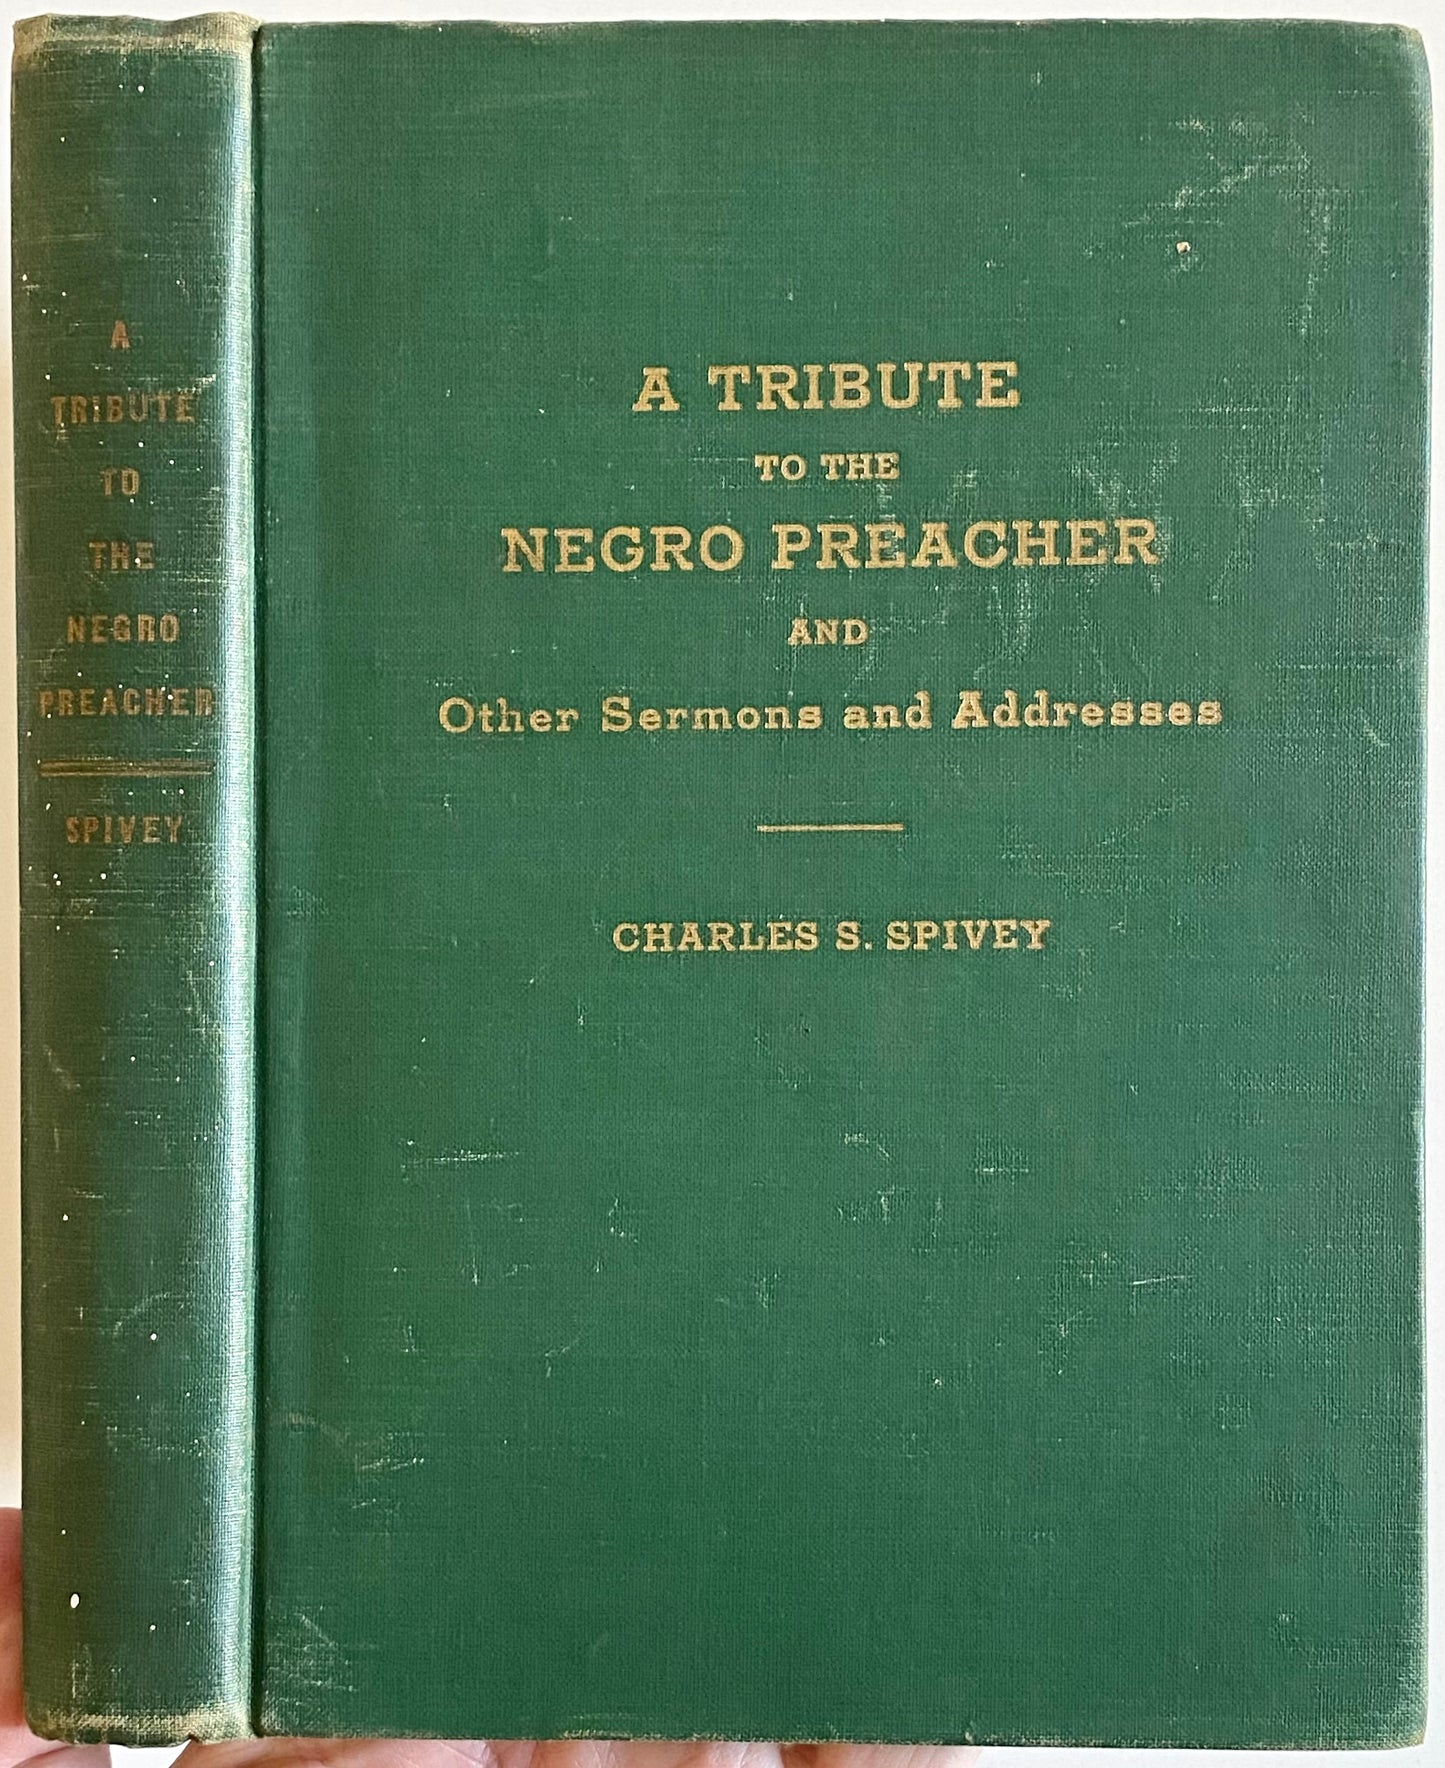 A
TRIBUTE
TO
THE
NEGRO
PREACHER
SPIVEY
A TRIBUTE
TO THE
NEGRO PREACHER
AND
Other Sermons and Addresses
CHARLES S. SPIVEY